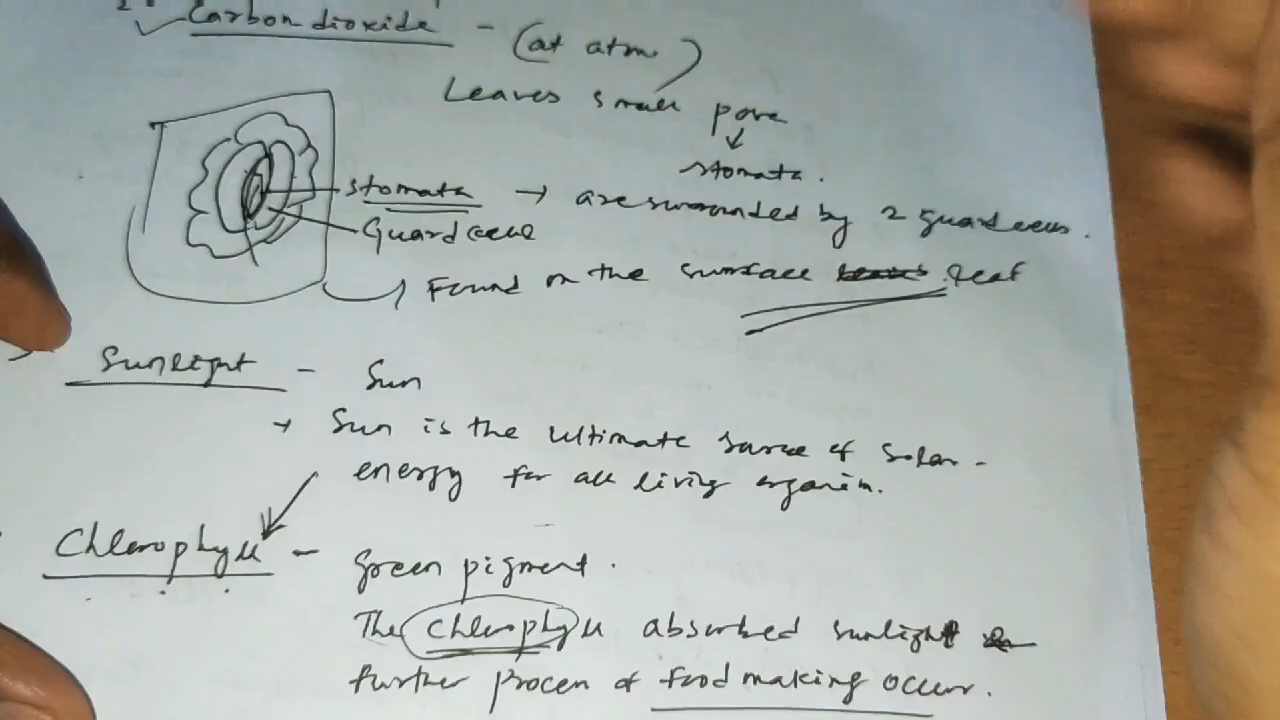 Carbondioxide - (at atm)
Leaves small pore
↓
stomata.
stomata → are surrounded by 2 guard cells.
Guard cell
Found on the surface leaf
Sunlight - Sun
→ Sun is the ultimate source of solar-
energy for all living organism.
Chlorophyll - Green pigment.
The chlorophyll absorbed sunlight
further process of food making occur.